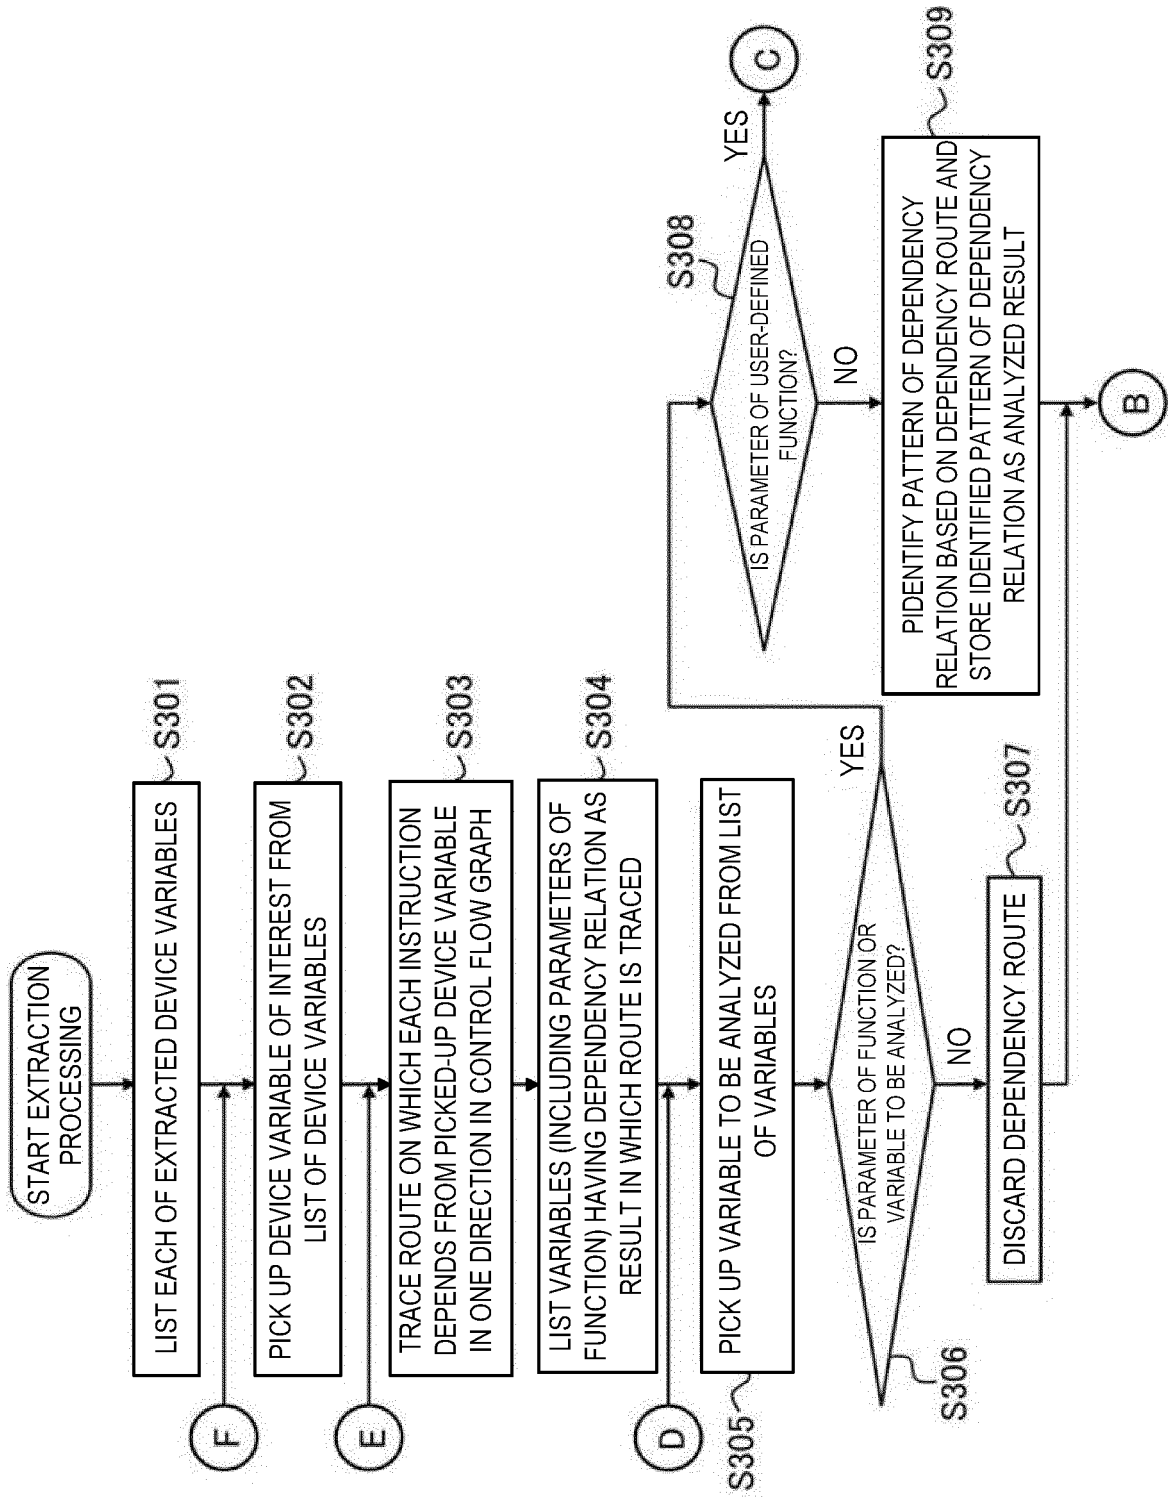 START EXTRACTION
PROCESSING
LIST EACH OF EXTRACTED DEVICE VARIABLES
S301
F
PICK UP DEVICE VARIABLE OF INTEREST FROM
LIST OF DEVICE VARIABLES
S302
E
TRACE ROUTE ON WHICH EACH INSTRUCTION
DEPENDS FROM PICKED-UP DEVICE VARIABLE
IN ONE DIRECTION IN CONTROL FLOW GRAPH
S303
LIST VARIABLES (INCLUDING PARAMETERS OF
FUNCTION) HAVING DEPENDENCY RELATION AS
RESULT IN WHICH ROUTE IS TRACED
S304
D
PICK UP VARIABLE TO BE ANALYZED FROM LIST
OF VARIABLES
S305
IS PARAMETER OF FUNCTION OR
VARIABLE TO BE ANALYZED?
S306
YES
NO
DISCARD DEPENDENCY ROUTE
S307
IS PARAMETER OF USER-DEFINED
FUNCTION?
S308
YES
C
NO
PIDENTIFY PATTERN OF DEPENDENCY
RELATION BASED ON DEPENDENCY ROUTE AND
STORE IDENTIFIED PATTERN OF DEPENDENCY
RELATION AS ANALYZED RESULT
S309
B